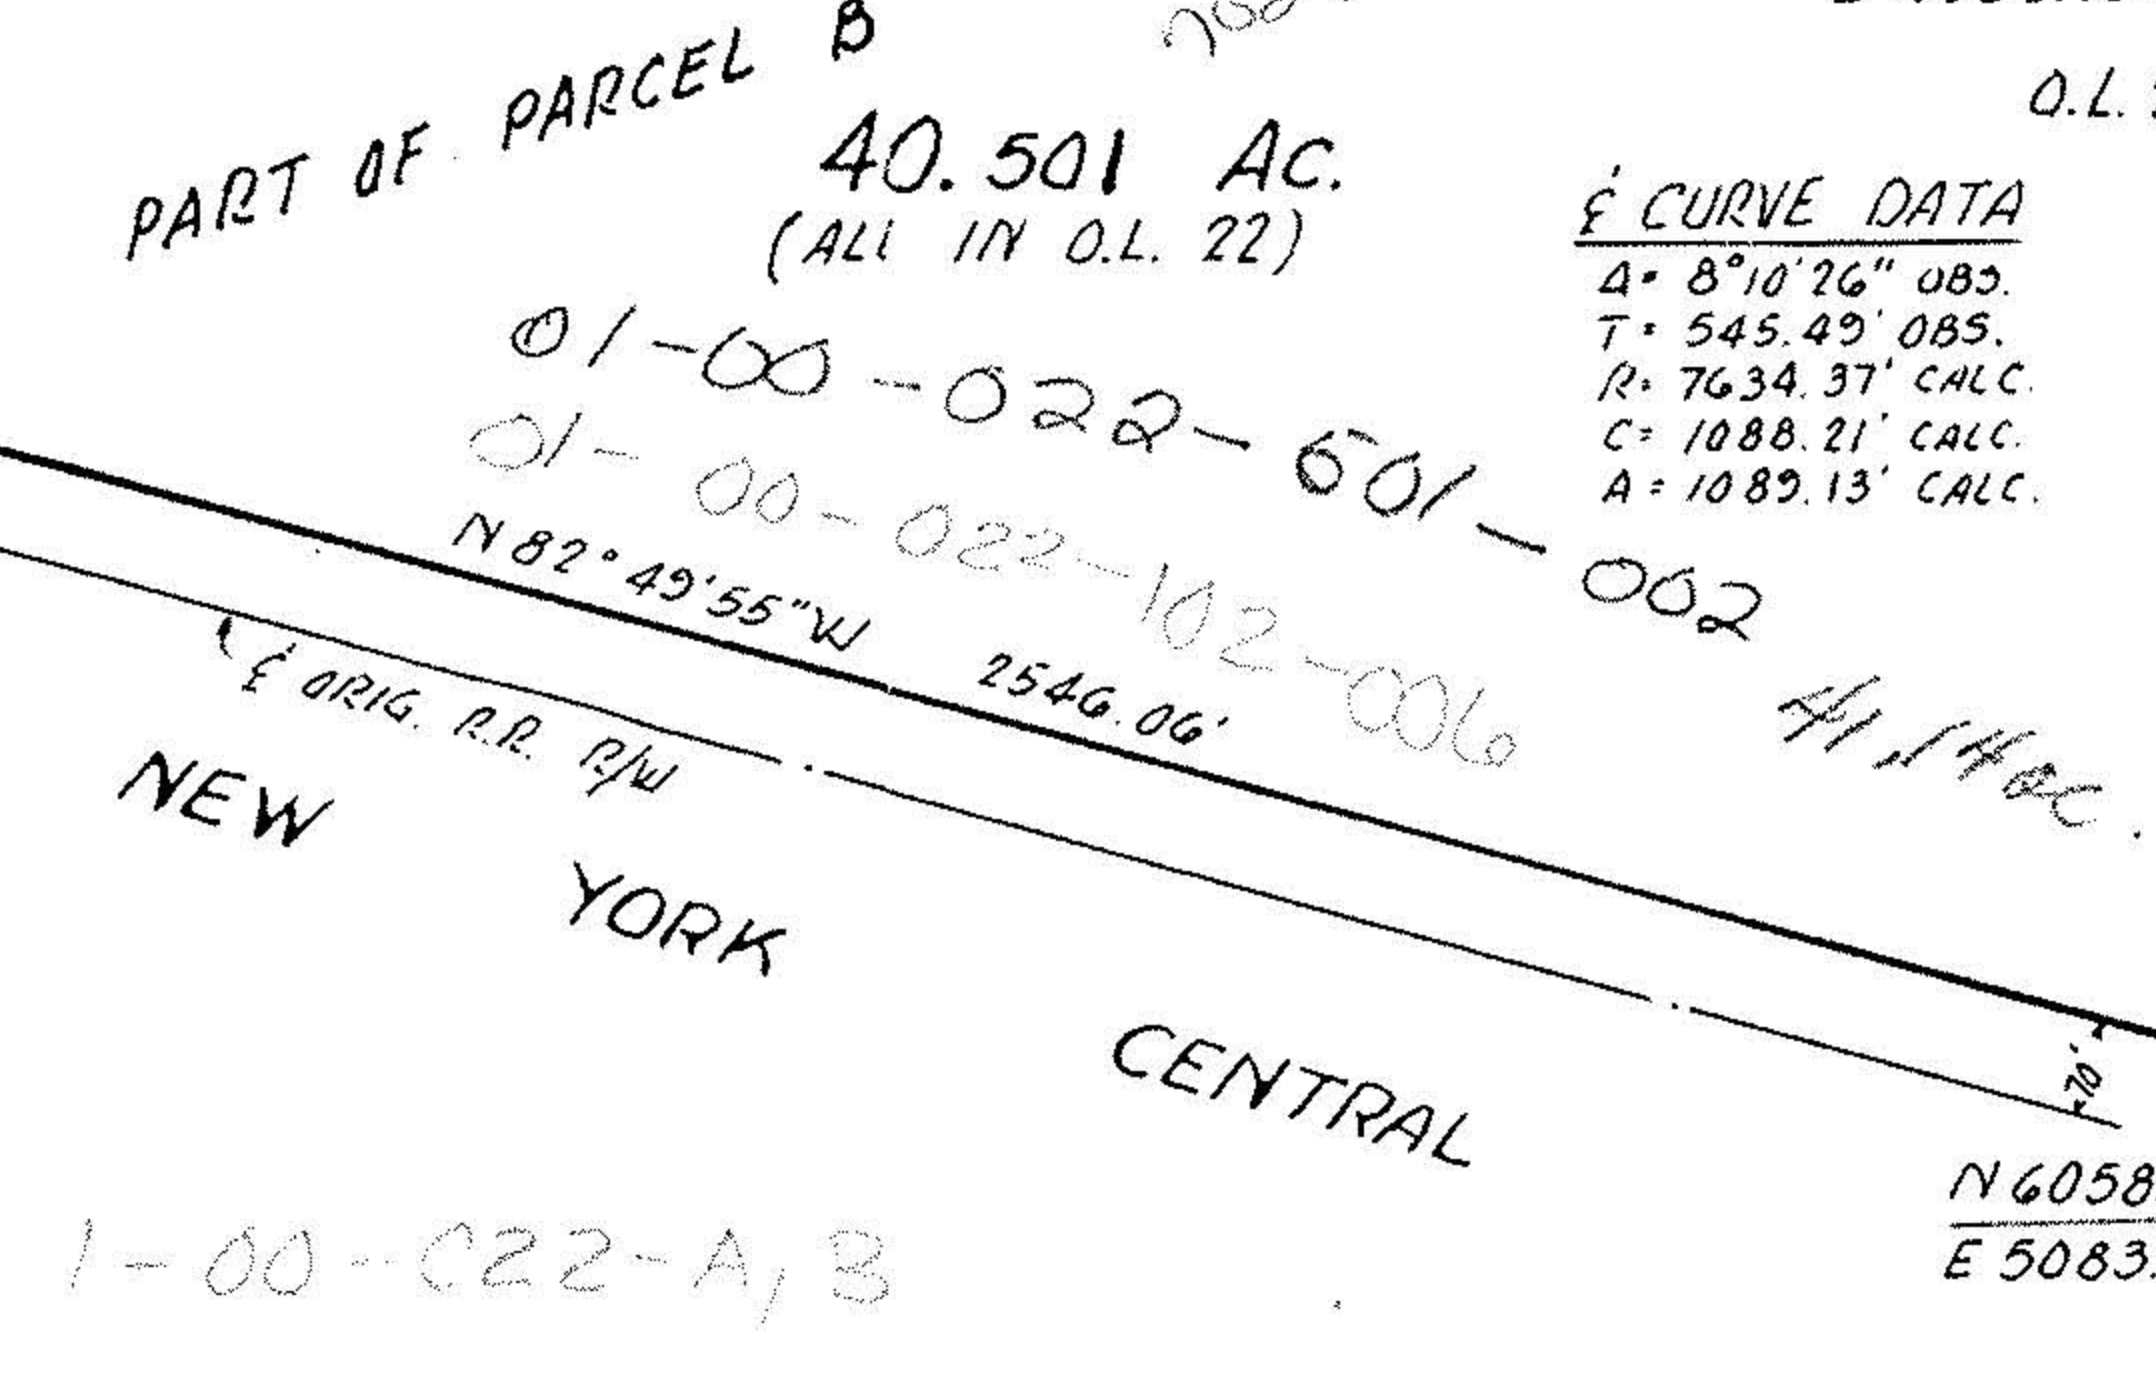 PART OF PARCEL B
40.501 AC.
(ALL IN O.L. 22)
O.L.
℄ CURVE DATA
Δ= 8°10'26" OBS.
T= 545.49' OBS.
R= 7634.37' CALC.
C= 1088.21' CALC.
A= 1089.13' CALC.
01-00-022-601-002
01-00-022-102-006
41.14 ac.
N 82°49'55" W 2546.06'
℄ ORIG. R.R. R/W
NEW YORK CENTRAL
70'
N 6058
E 5083.
1-00-C22-A,B